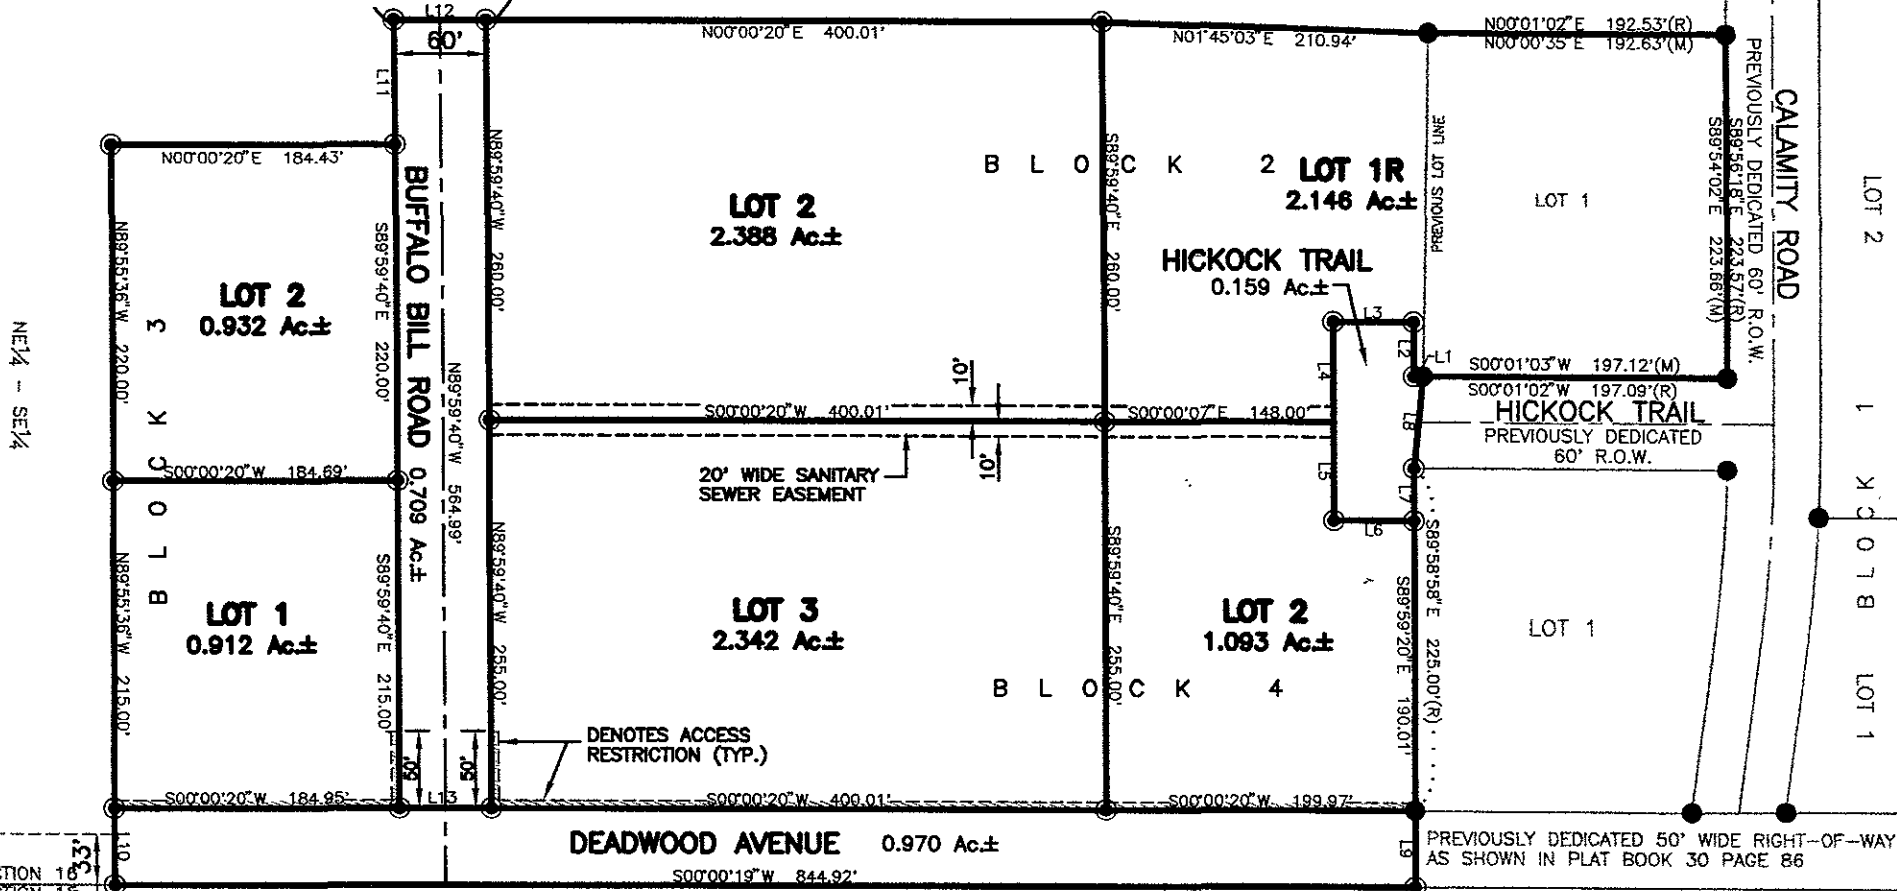 L12
60'
N00°00'20"E 400.01'
N01°45'03"E 210.94'
N00°01'02"E 192.53'(R)
N00°00'35"E 192.63'(M)
L11
N00°00'20"E 184.43'
N89°55'36"W 220.00'
LOT 2
0.932 Ac.±
S89°59'40"E 220.00'
BUFFALO BILL ROAD 0.709 Ac.±
N89°59'40"W 564.99'
N89°59'40"W 260.00'
LOT 2
2.388 Ac.±
BLOCK 2
S89°59'40"E 260.00'
LOT 1R
2.146 Ac.±
PREVIOUS LOT LINE
LOT 1
S89°56'18"E 223.57'(R)
S89°54'02"E 223.66'(M)
PREVIOUSLY DEDICATED 60' R.O.W.
CALAMITY ROAD
LOT 2
HICKOCK TRAIL
0.159 Ac.±
L3
L2
L1
L4
S00°01'03"W 197.12'(M)
S00°01'02"W 197.09'(R)
HICKOCK TRAIL
PREVIOUSLY DEDICATED
60' R.O.W.
L8
NE¼ - SE¼
BLOCK 3
S00°00'20"W 184.69'
10'
S00°00'20"W 400.01'
S00°00'07"E 148.00'
10'
20' WIDE SANITARY
SEWER EASEMENT
L5
L7
L6
BLOCK 1
N89°55'36"W 215.00'
LOT 1
0.912 Ac.±
S89°59'40"E 215.00'
N89°59'40"W 255.00'
LOT 3
2.342 Ac.±
S89°59'40"E 255.00'
LOT 2
1.093 Ac.±
S89°59'20"E 190.01'
S89°58'58"E 225.00'(R)
LOT 1
LOT 1
BLOCK 4
DENOTES ACCESS
RESTRICTION (TYP.)
50'
50'
S00°00'20"W 184.95'
L13
S00°00'20"W 400.01'
S00°00'20"W 199.97'
DEADWOOD AVENUE 0.970 Ac.±
S00°00'19"W 844.92'
33'
10
L9
PREVIOUSLY DEDICATED 50' WIDE RIGHT-OF-WAY
AS SHOWN IN PLAT BOOK 30 PAGE 86